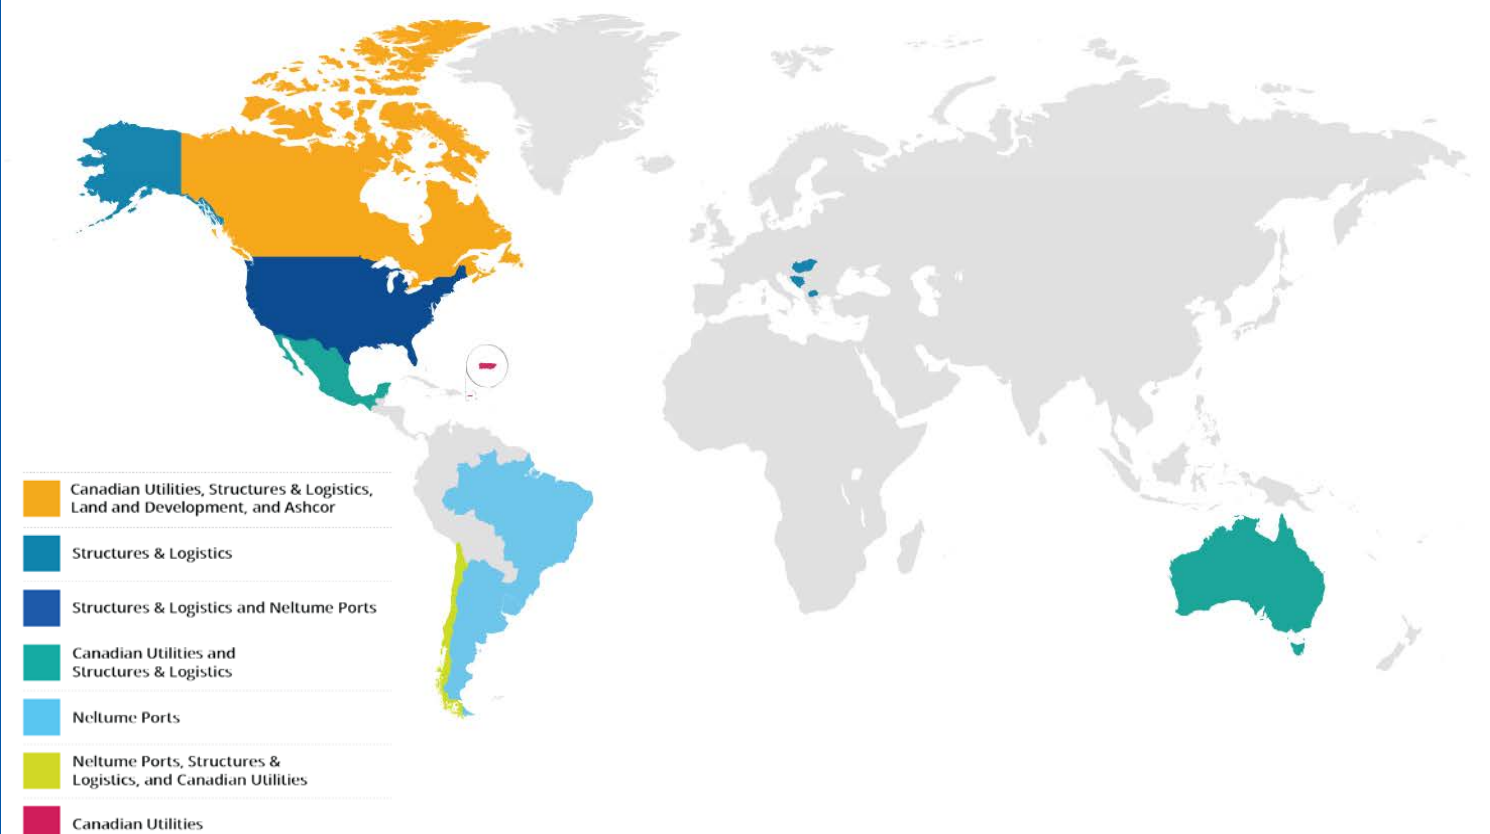 Canadian Utilities, Structures & Logistics,
Land and Development, and Ashcor
Structures & Logistics
Structures & Logistics and Neltume Ports
Canadian Utilities and
Structures & Logistics
Neltume Ports
Neltume Ports, Structures &
Logistics, and Canadian Utilities
Canadian Utilities